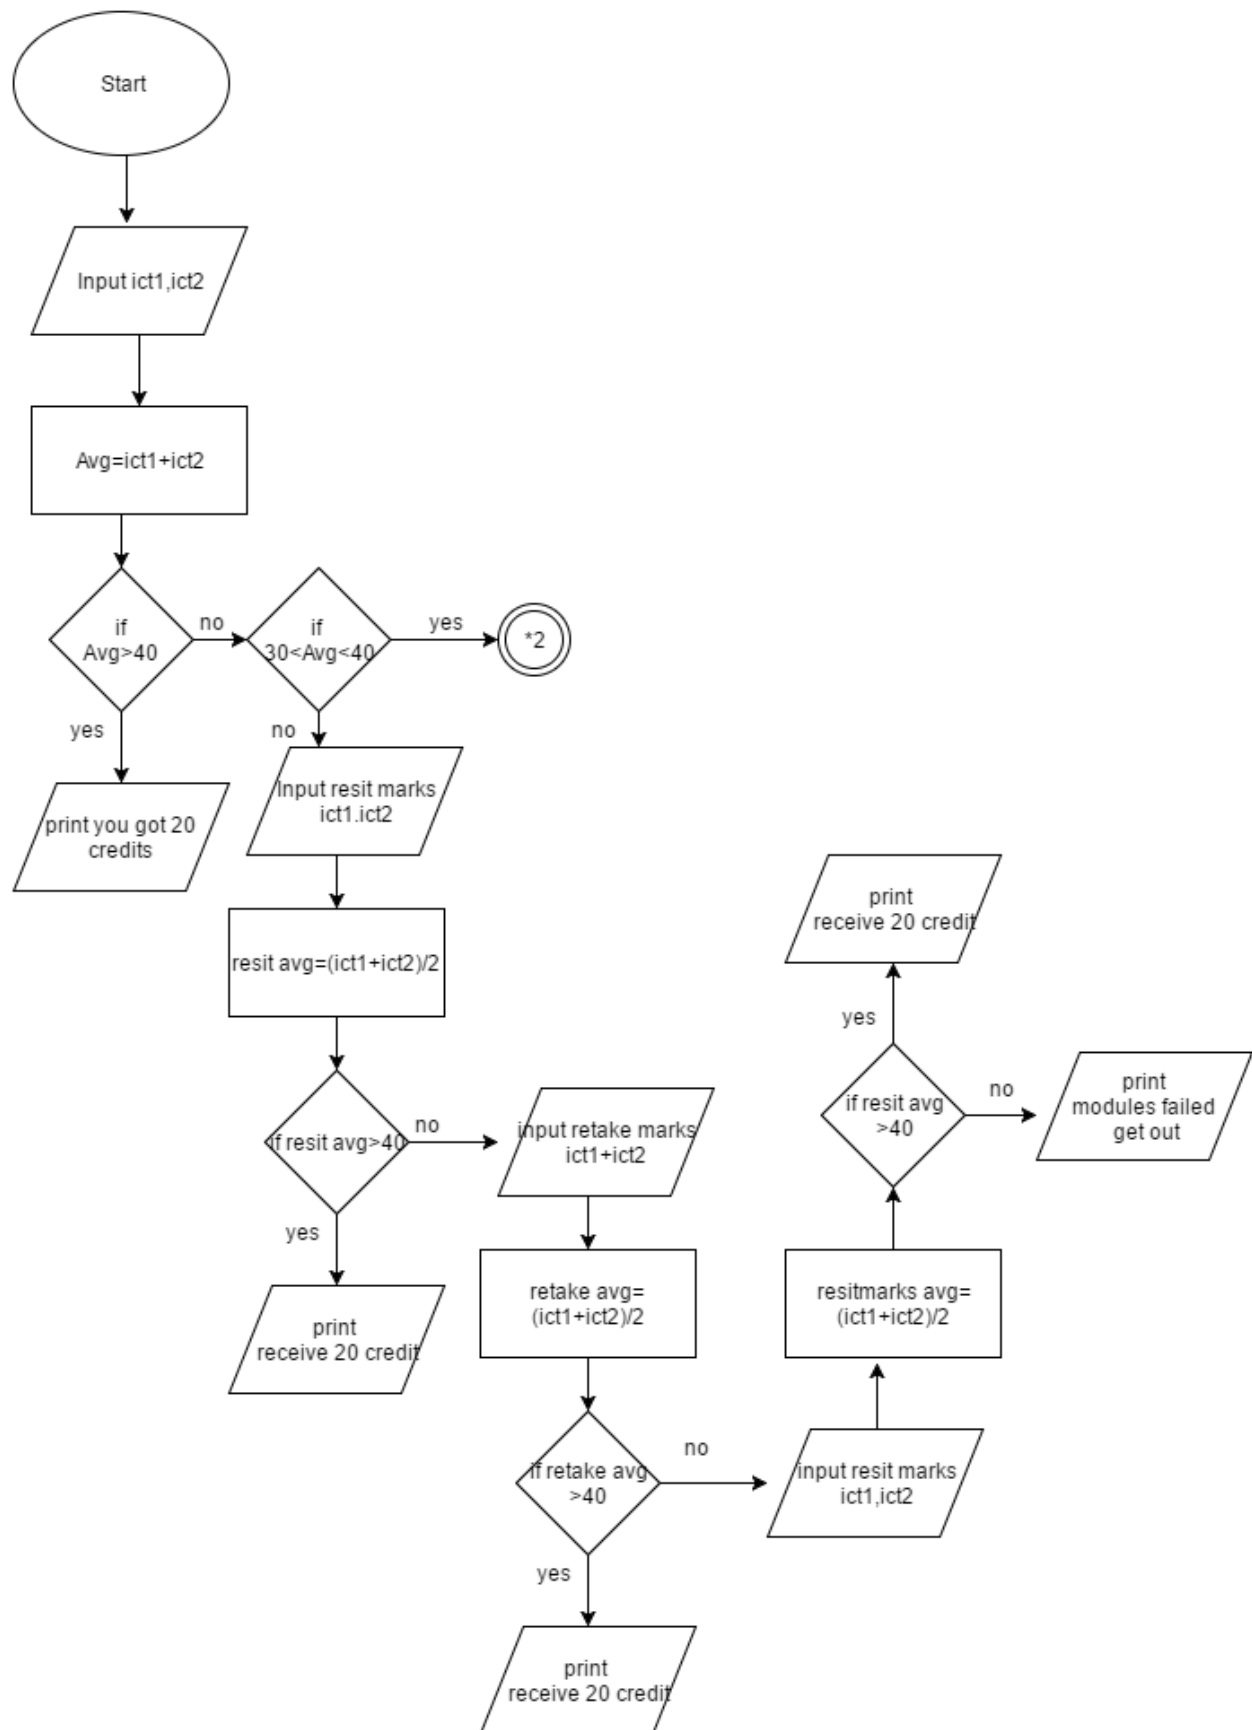 Start
Input ict1,ict2
Avg=ict1+ict2
if
Avg>40
no
if
30<Avg<40
yes
*2
yes
print you got 20
credits
no
Input resit marks
ict1.ict2
resit avg=(ict1+ict2)/2
if resit avg>40
no
yes
print
receive 20 credit
input retake marks
ict1+ict2
retake avg=
(ict1+ict2)/2
if retake avg
>40
no
yes
print
receive 20 credit
input resit marks
ict1,ict2
resitmarks avg=
(ict1+ict2)/2
if resit avg
>40
yes
print
receive 20 credit
no
print
modules failed
get out